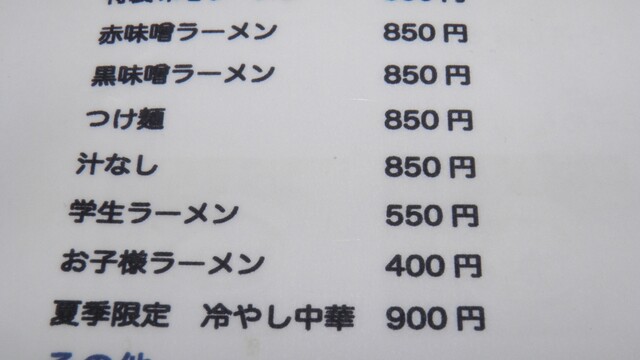 赤味噌ラーメン 850円
黒味噌ラーメン 850円
つけ麺 850円
汁なし 850円
学生ラーメン 550円
お子様ラーメン 400円
夏季限定 冷やし中華 900円